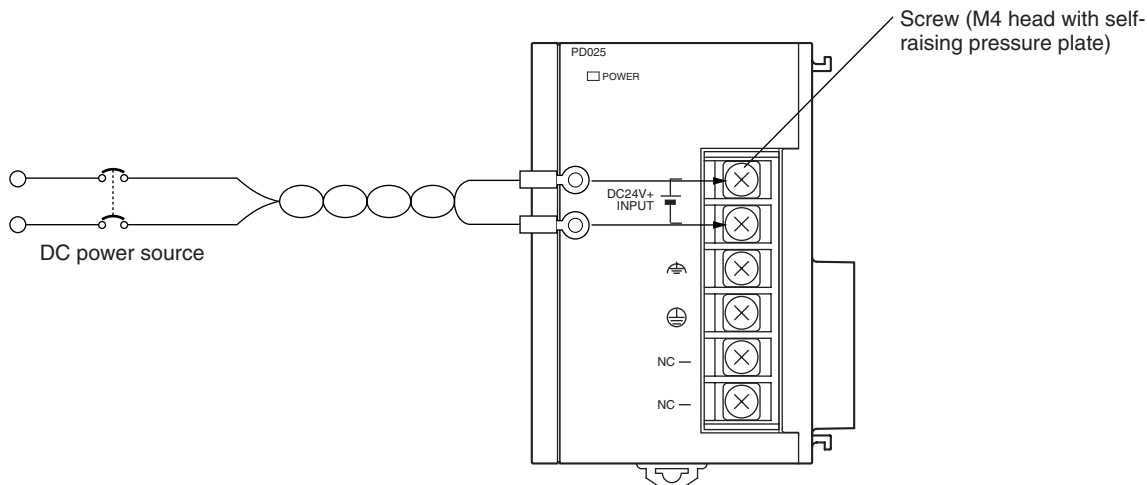 Screw (M4 head with self-
raising pressure plate)
PD025
POWER
DC24V+
INPUT
DC power source
NC
NC